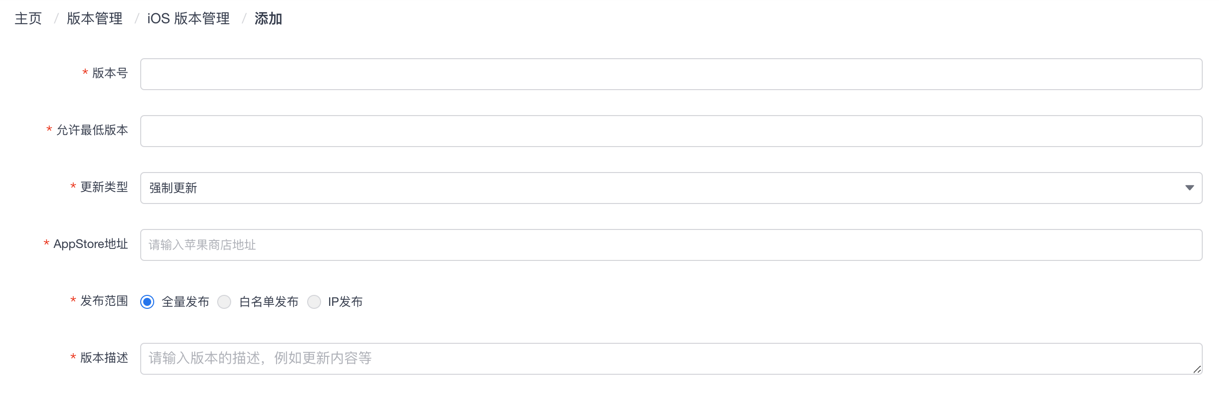 主页 / 版本管理 / iOS 版本管理 / 添加
* 版本号
* 允许最低版本
* 更新类型 强制更新
* AppStore地址 请输入苹果商店地址
* 发布范围 全量发布 白名单发布 IP发布
* 版本描述 请输入版本的描述，例如更新内容等